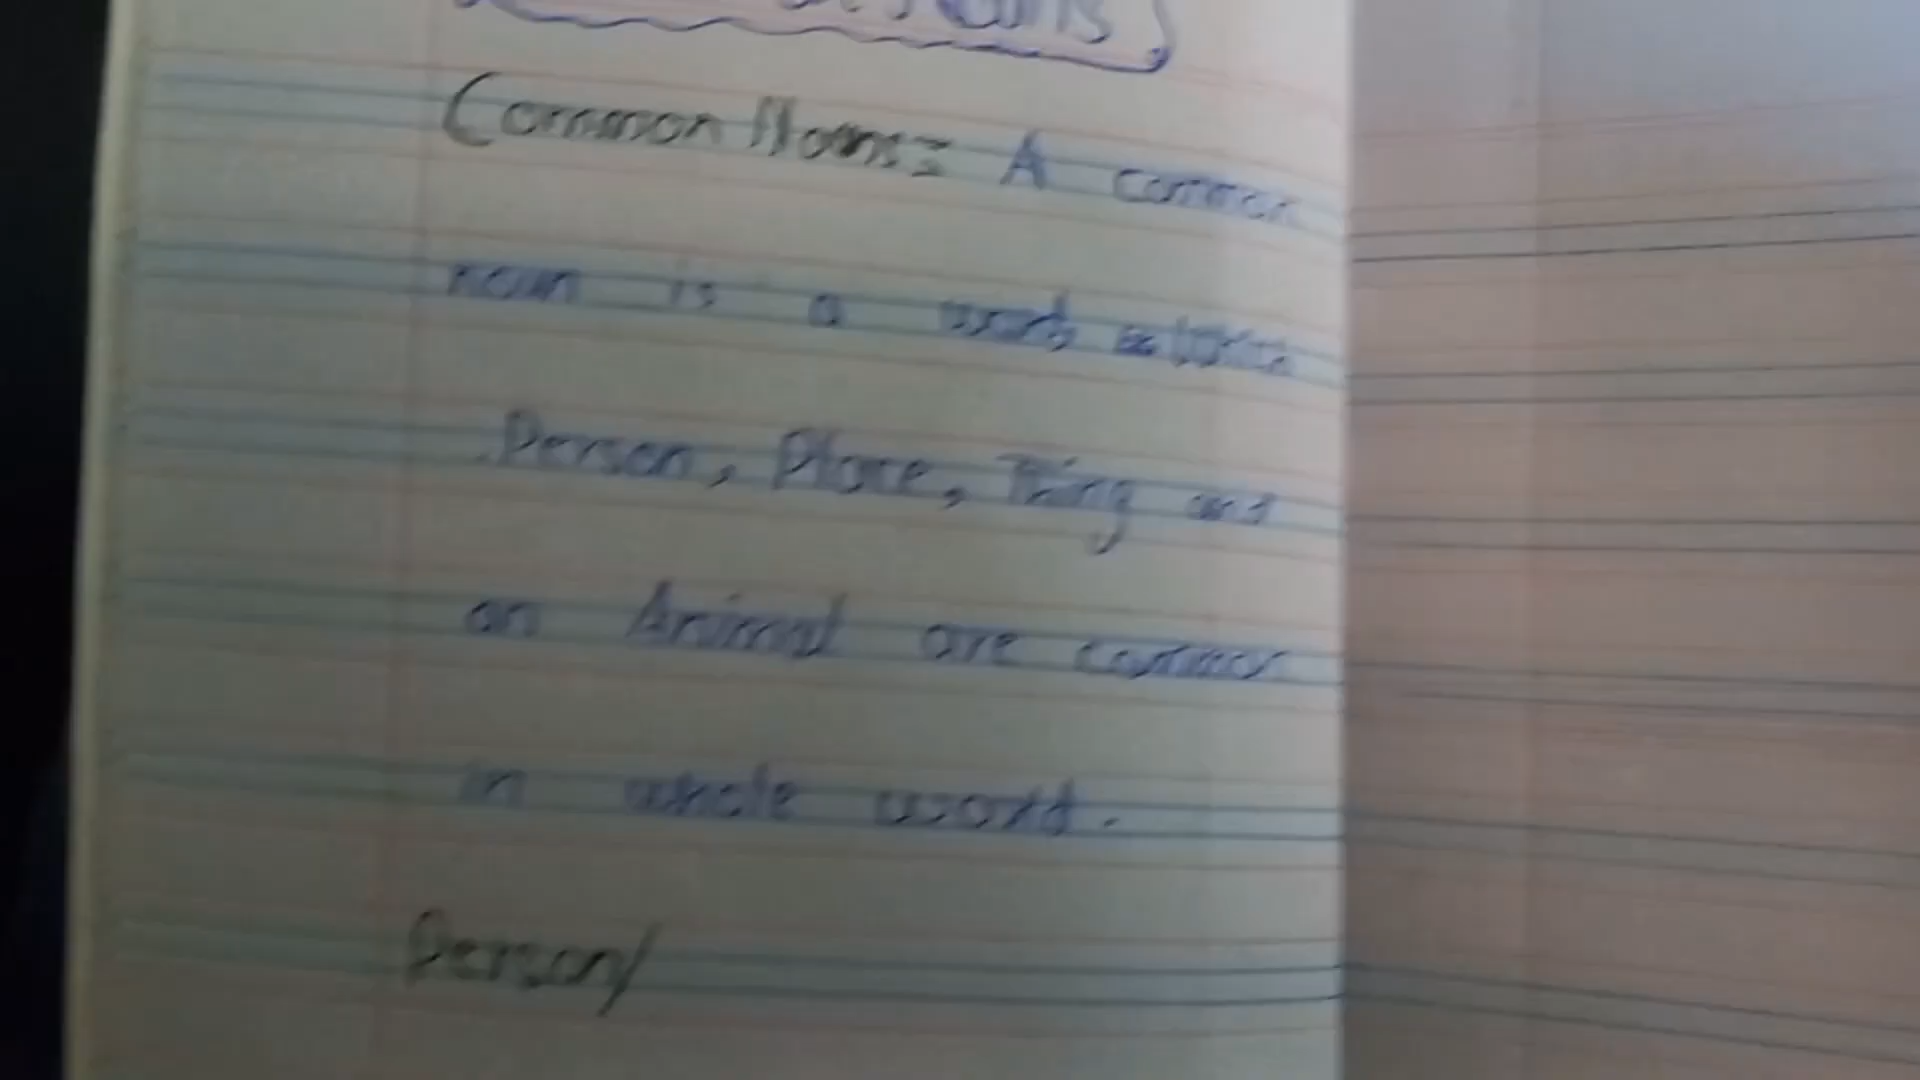 Nouns
Common Noun:- A common
noun is a word, which
Person, Place, Thing and
an Animal are common
in whole world.
Person/